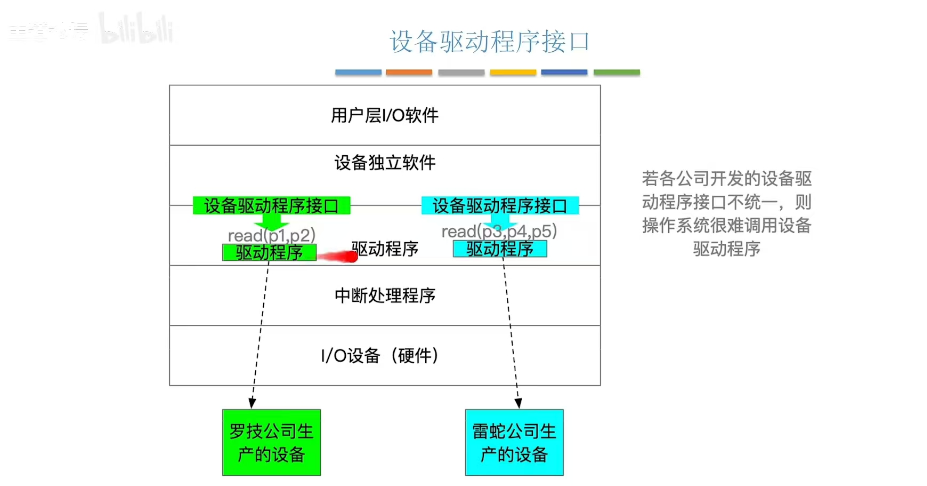 bilibili
设备驱动程序接口
用户层I/O软件
设备独立软件
设备驱动程序接口
设备驱动程序接口
read(p1,p2)
read(p3,p4,p5)
驱动程序
驱动程序
驱动程序
中断处理程序
I/O设备（硬件）
罗技公司生
产的设备
雷蛇公司生
产的设备
若各公司开发的设备驱
动程序接口不统一，则
操作系统很难调用设备
驱动程序